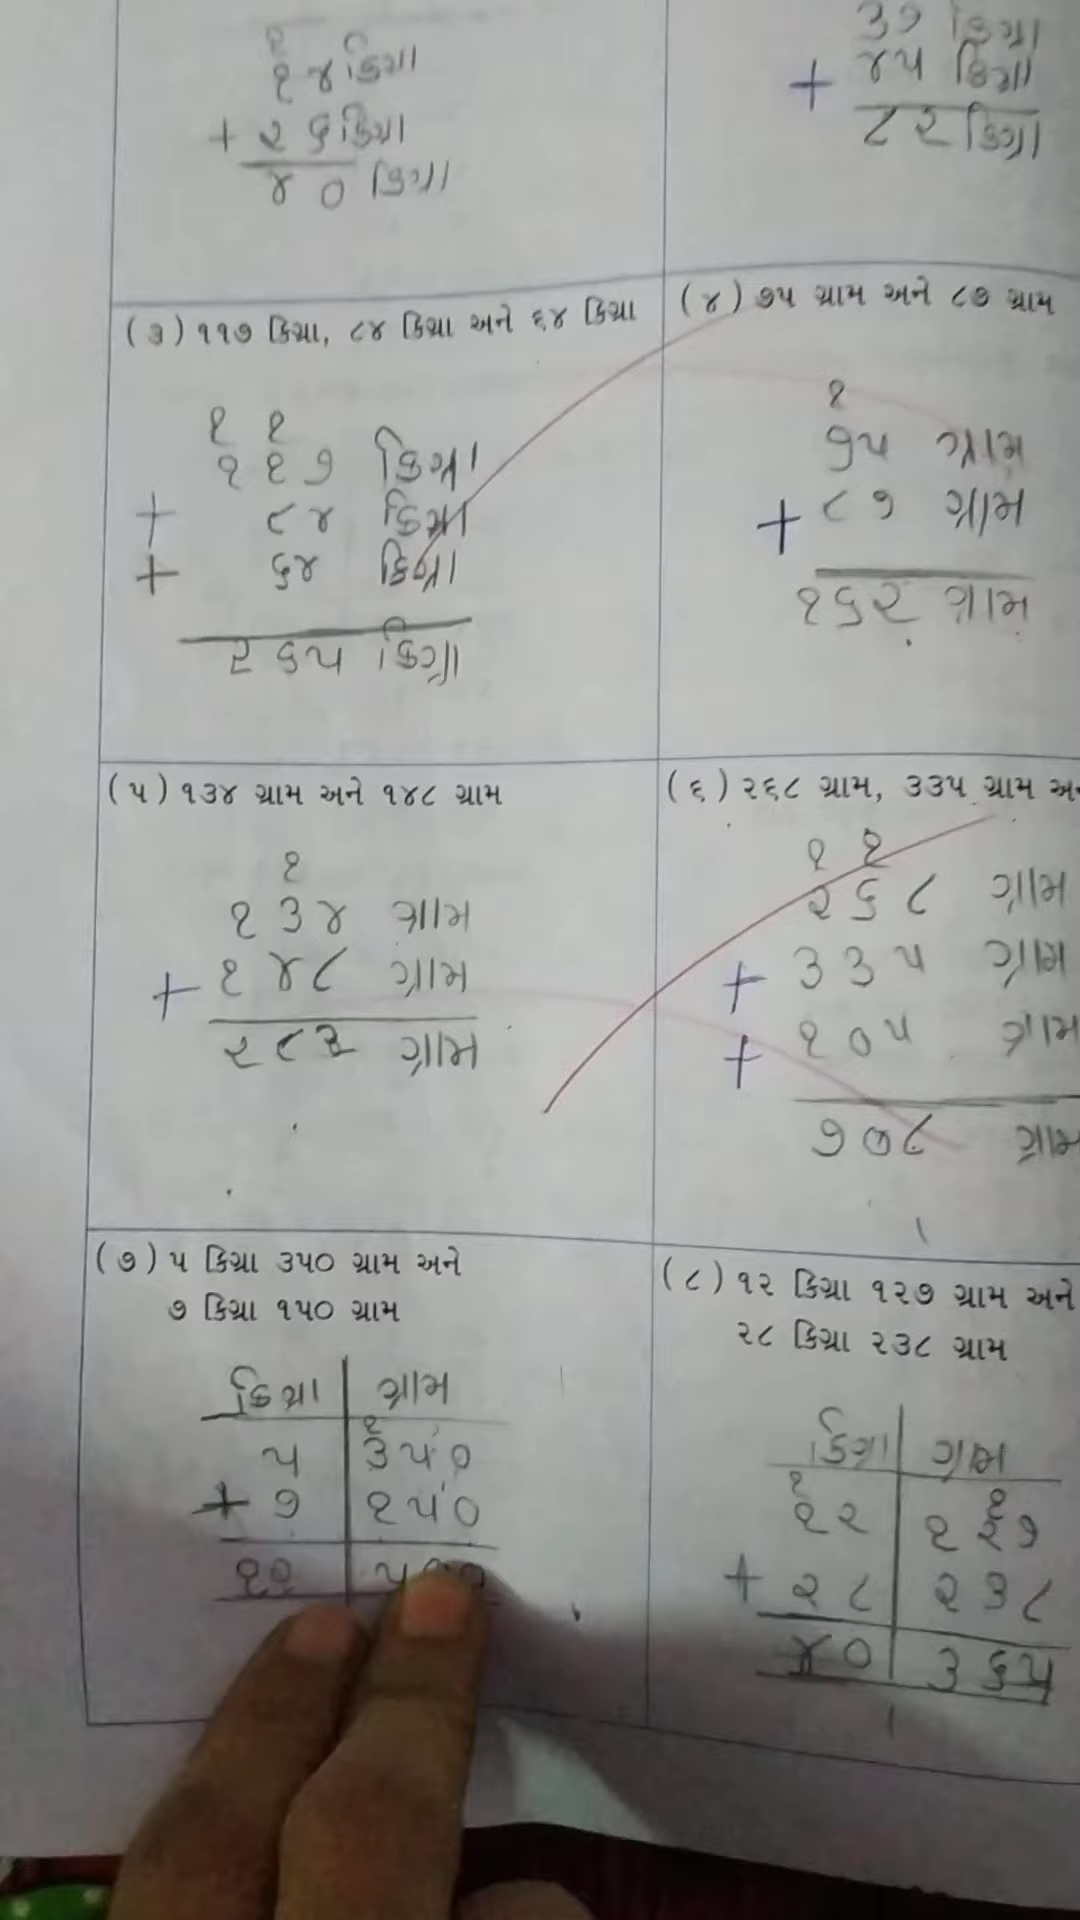 ૧
૧૪ કિગ્રા
+ ૨૬ કિગ્રા
૪૦ કિગ્રા
૩૭ કિગ્રા
+ ૪૫ કિગ્રા
૮૨ કિગ્રા
(૩) ૧૧૭ કિગ્રા, ૮૪ કિગ્રા અને ૬૪ કિગ્રા
૧ ૧
૧૧૭ કિગ્રા
+ ૮૪ કિગ્રા
+ ૬૪ કિગ્રા
૨૬૫ કિગ્રા
(૪) ૭૫ ગ્રામ અને ૮૭ ગ્રામ
૧
૭૫ ગ્રામ
+ ૮૭ ગ્રામ
૧૬૨ ગ્રામ
(૫) ૧૩૪ ગ્રામ અને ૧૪૮ ગ્રામ
૧
૧૩૪ ગ્રામ
+ ૧૪૮ ગ્રામ
૨૮૨ ગ્રામ
(૬) ૨૬૮ ગ્રામ, ૩૩૫ ગ્રામ
૧ ૧
૨૬૮ ગ્રામ
+ ૩૩૫ ગ્રામ
+ ૧૦૫ ગ્રામ
૭૦૮ ગ્રામ
(૭) ૫ કિગ્રા ૩૫૦ ગ્રામ અને
૭ કિગ્રા ૧૫૦ ગ્રામ
કિગ્રા ગ્રામ
૧
૫ ૩૫૦
+ ૭ ૧૫૦
૫૦૦
(૮) ૧૨ કિગ્રા ૧૨૭ ગ્રામ અને
૨૮ કિગ્રા ૨૩૮ ગ્રામ
કિગ્રા ગ્રામ
૧ ૧
૧૨ ૧૨૭
+ ૨૮ ૨૩૮
૪૦ ૩૬૫